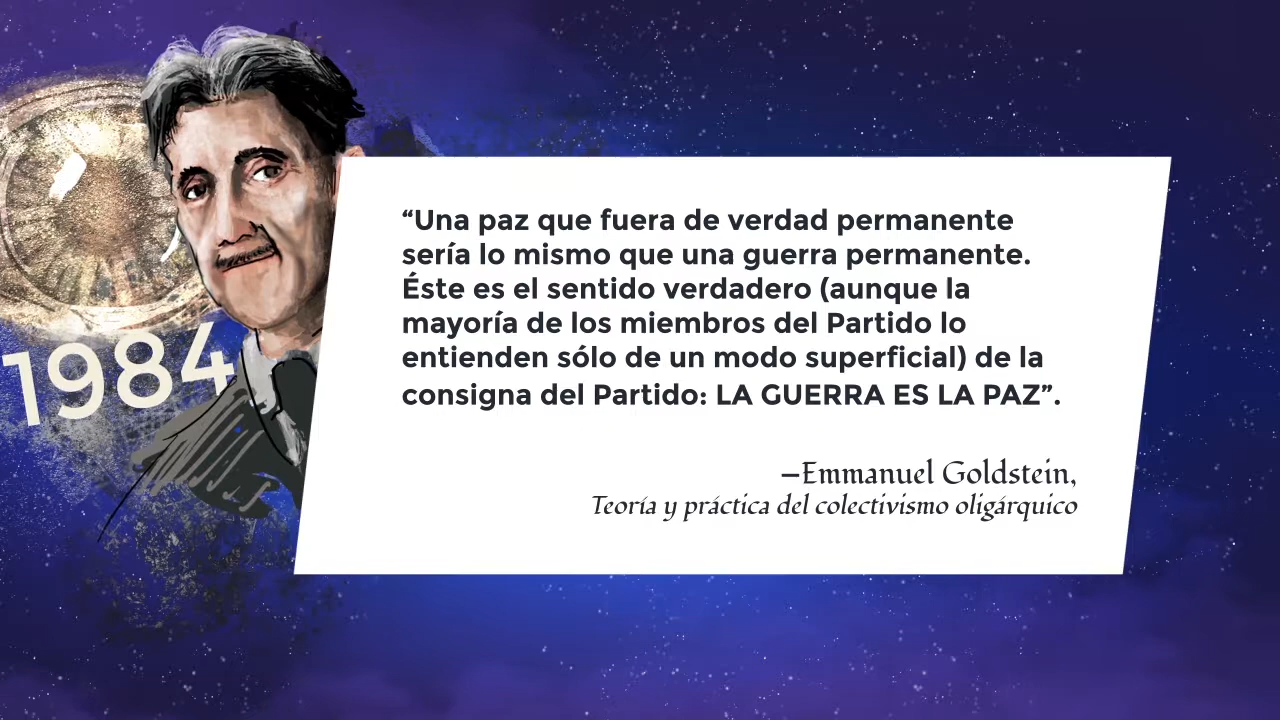 1984
“Una paz que fuera de verdad permanente
sería lo mismo que una guerra permanente.
Éste es el sentido verdadero (aunque la
mayoría de los miembros del Partido lo
entienden sólo de un modo superficial) de la
consigna del Partido: LA GUERRA ES LA PAZ”.
—Emmanuel Goldstein,
Teoría y práctica del colectivismo oligárquico